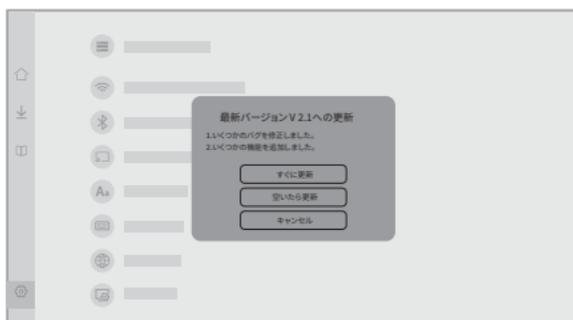 最新バージョンV 2.1への更新
1.いくつかのバグを修正しました。
2.いくつかの機能を追加しました。
すぐに更新
空いたら更新
キャンセル
Aa